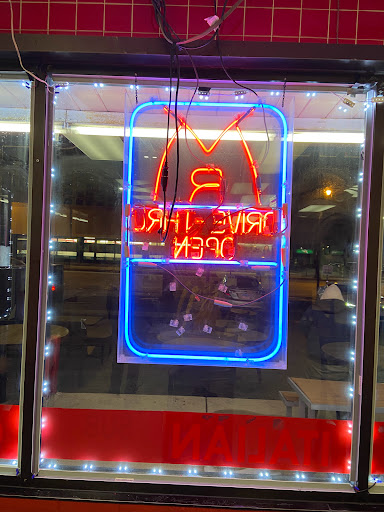 R
DRIVE-THRU
OPEN
ITALIAN